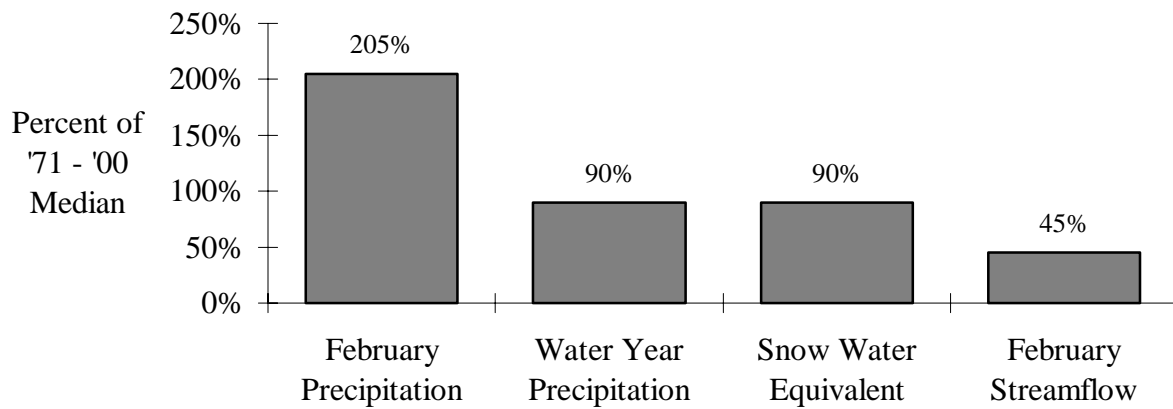 250%
200%
150%
100%
50%
0%
Percent of
'71 - '00
Median
205%
90%
90%
45%
February
Precipitation
Water Year
Precipitation
Snow Water
Equivalent
February
Streamflow